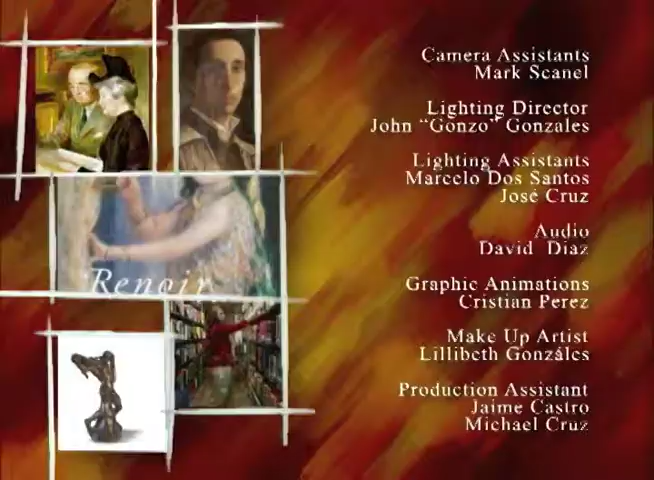 Camera Assistants
Mark Scanel
Lighting Director
John “Gonzo” Gonzales
Lighting Assistants
Marcelo Dos Santos
José Cruz
Audio
David Diaz
Graphic Animations
Cristian Perez
Make Up Artist
Lillibeth Gonzáles
Production Assistant
Jaime Castro
Michael Cruz
Renoir